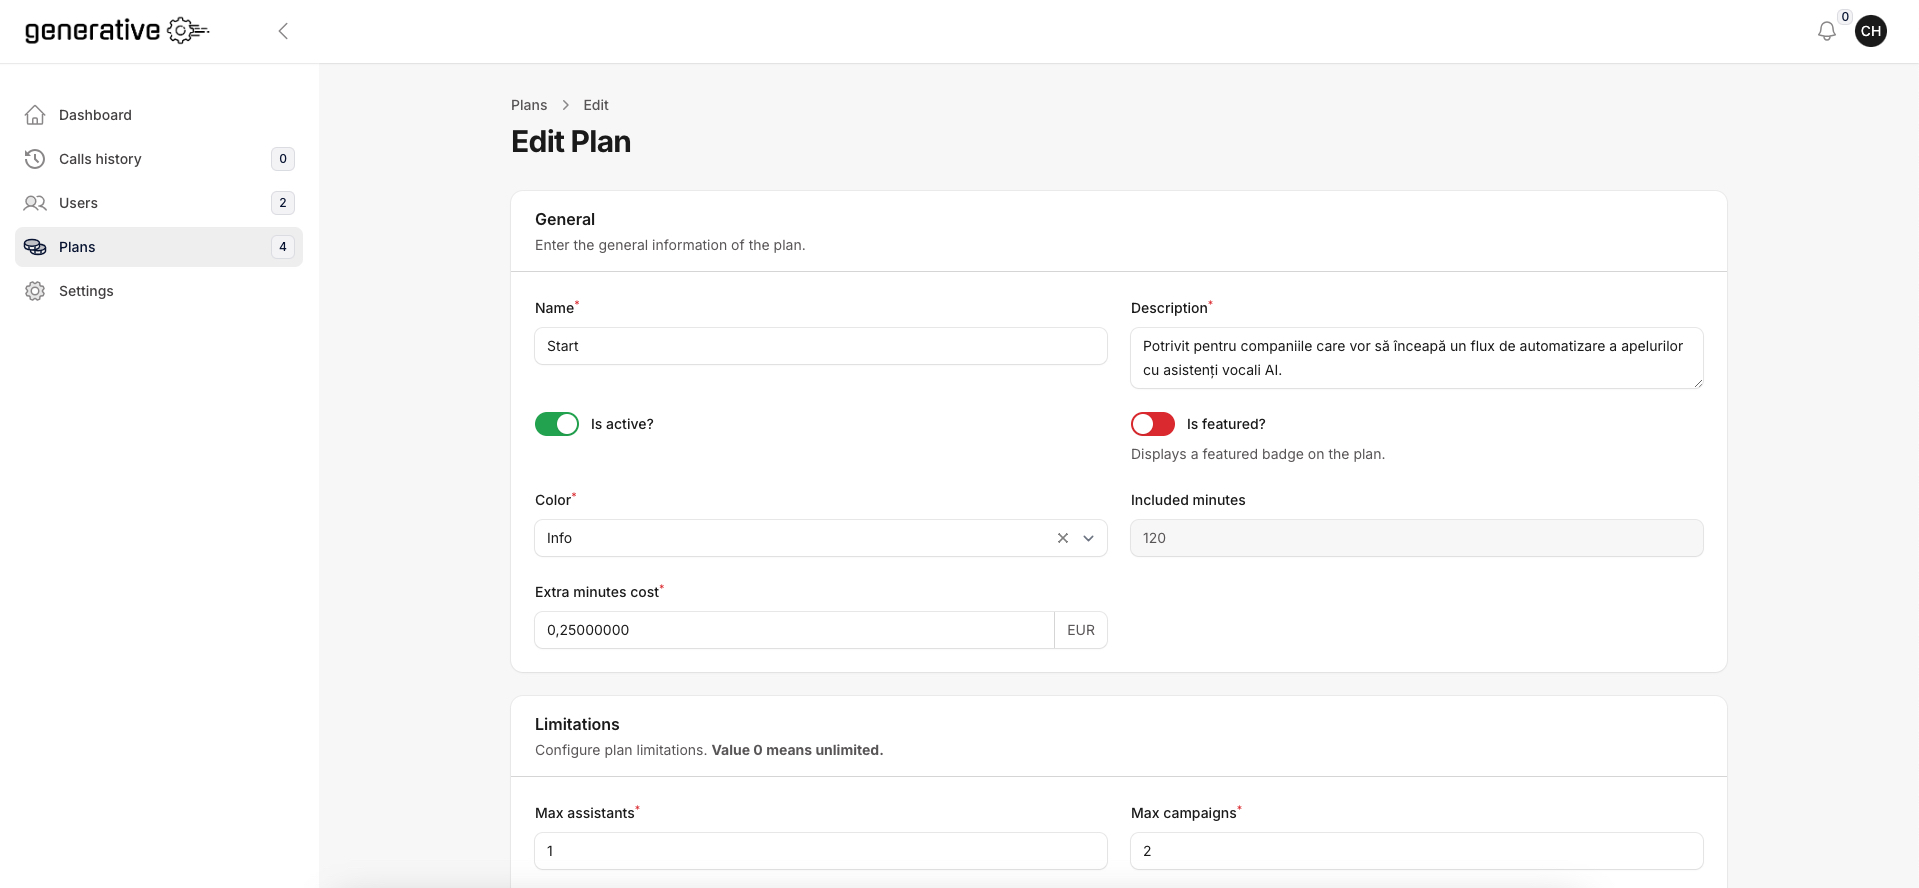 generative
0
CH
Dashboard
Calls history 0
Users 2
Plans 4
Settings
Plans > Edit
Edit Plan
General
Enter the general information of the plan.
Name*
Start
Description*
Potrivit pentru companiile care vor să înceapă un flux de automatizare a apelurilor
cu asistenți vocali AI.
Is active?
Is featured?
Displays a featured badge on the plan.
Color*
Info
Included minutes
120
Extra minutes cost*
0,25000000 EUR
Limitations
Configure plan limitations. Value 0 means unlimited.
Max assistants*
1
Max campaigns*
2